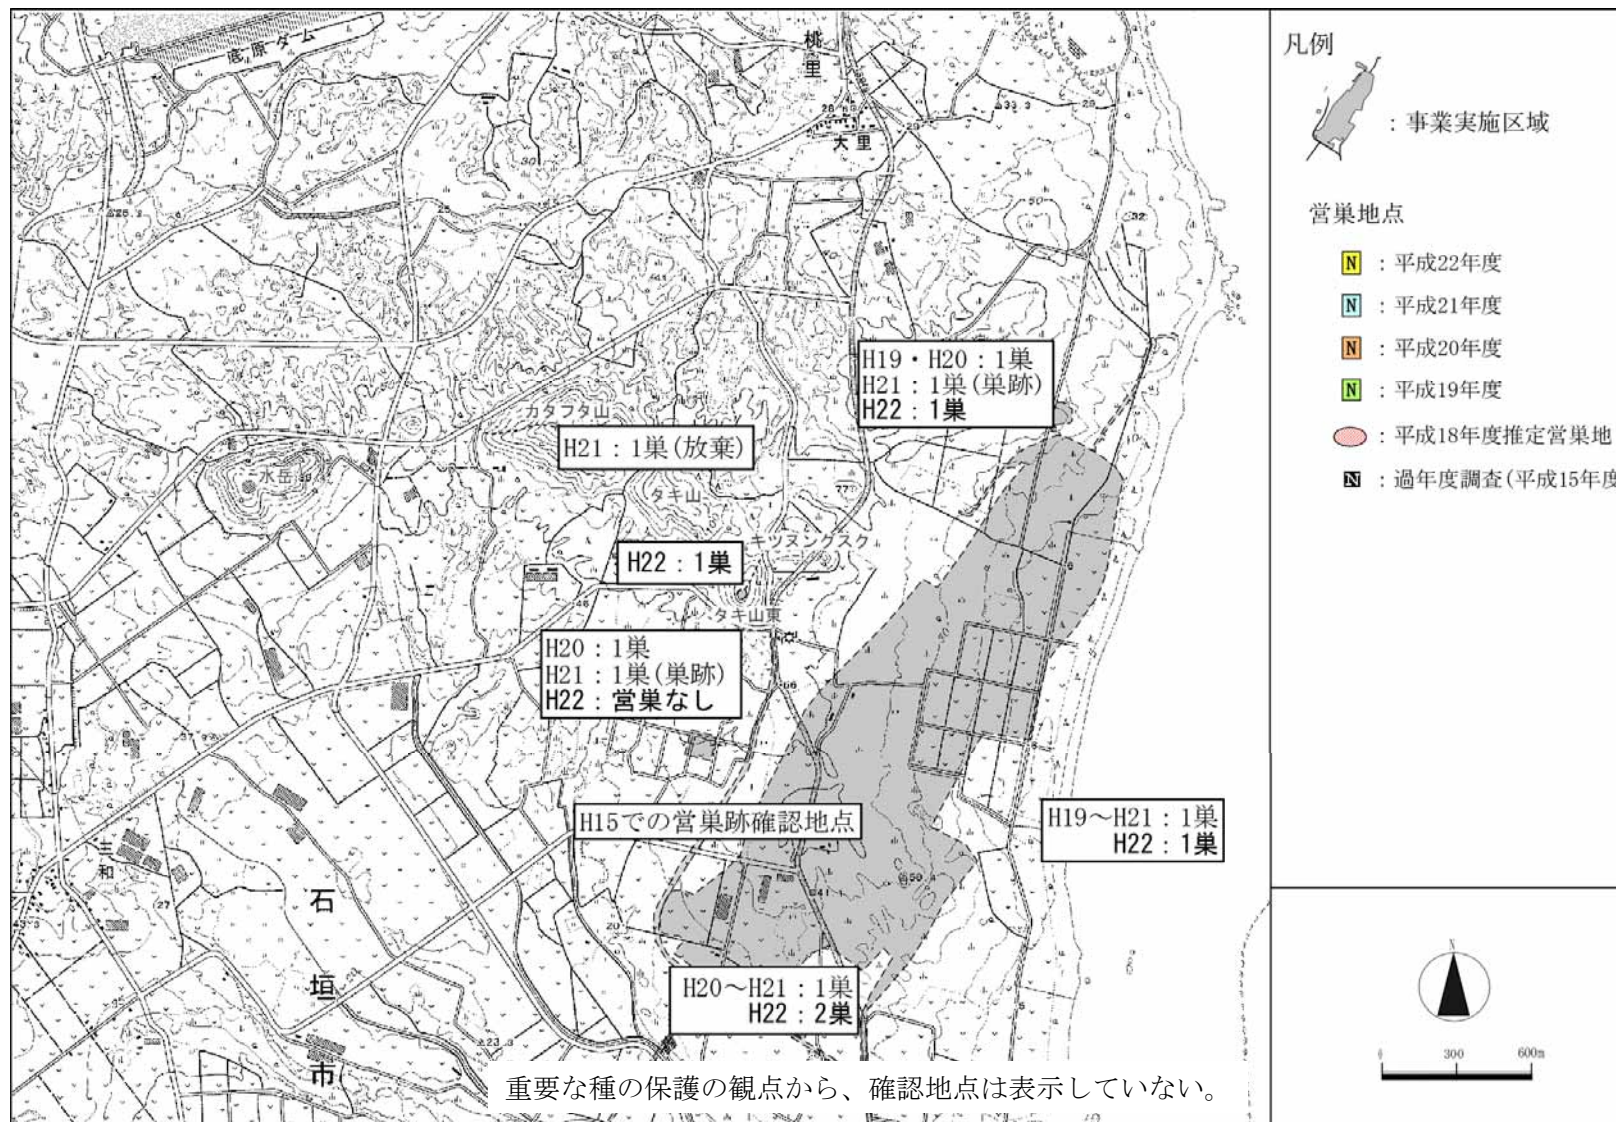 底原ダム
桃里
大里
カタフタ山
水岳
タキ山
キツヌングスク
タキ山東
三和
石垣市
H19・H20：1巣
H21：1巣(巣跡)
H22：1巣
H21：1巣(放棄)
H22：1巣
H20：1巣
H21：1巣(巣跡)
H22：営巣なし
H15での営巣跡確認地点
H19～H21：1巣
H22：1巣
H20～H21：1巣
H22：2巣
重要な種の保護の観点から、確認地点は表示していない。
凡例
：事業実施区域
営巣地点
N ：平成22年度
N ：平成21年度
N ：平成20年度
N ：平成19年度
：平成18年度推定営巣地
N ：過年度調査(平成15年度
N
0 300 600m